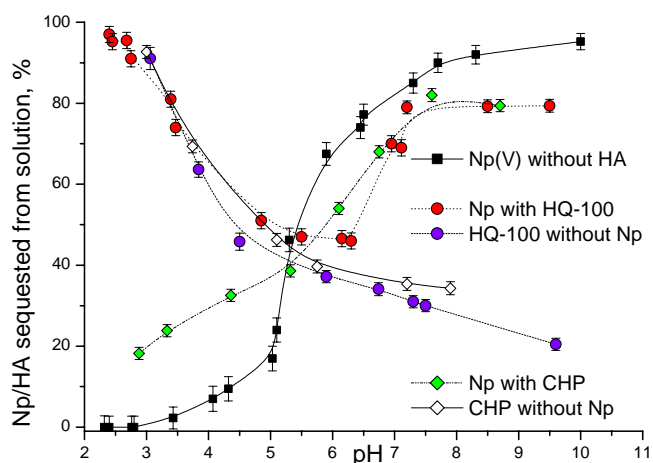 Np/HA sequested from solution, %
100
80
60
40
20
0
Np(V) without HA
Np with HQ-100
HQ-100 without Np
Np with CHP
CHP without Np
2 3 4 5 6 7 8 9 10 11
pH